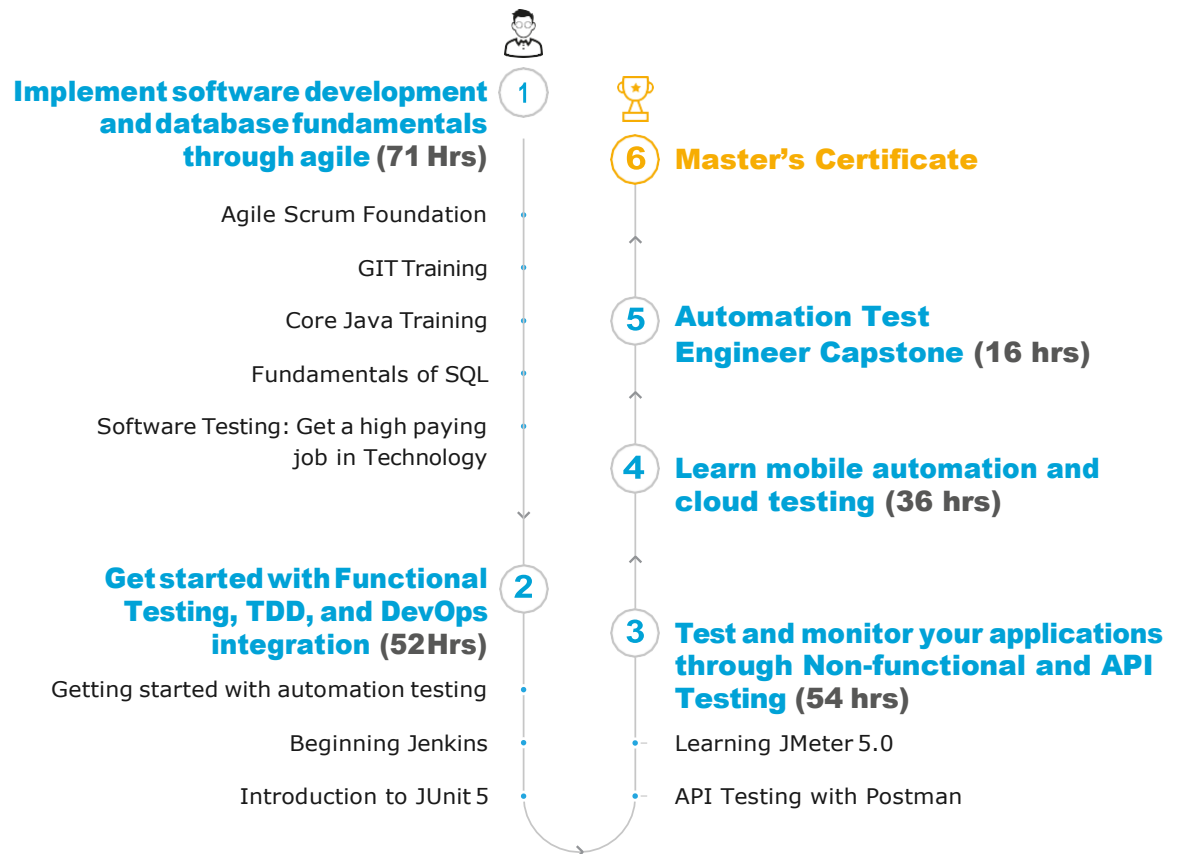 1
Implement software development
and database fundamentals
through agile (71 Hrs)
Agile Scrum Foundation
GIT Training
Core Java Training
Fundamentals of SQL
Software Testing: Get a high paying
job in Technology
2
Get started with Functional
Testing, TDD, and DevOps
integration (52Hrs)
Getting started with automation testing
Beginning Jenkins
Introduction to JUnit 5
3
Test and monitor your applications
through Non-functional and API
Testing (54 hrs)
Learning JMeter 5.0
API Testing with Postman
4
Learn mobile automation and
cloud testing (36 hrs)
5
Automation Test
Engineer Capstone (16 hrs)
6
Master’s Certificate